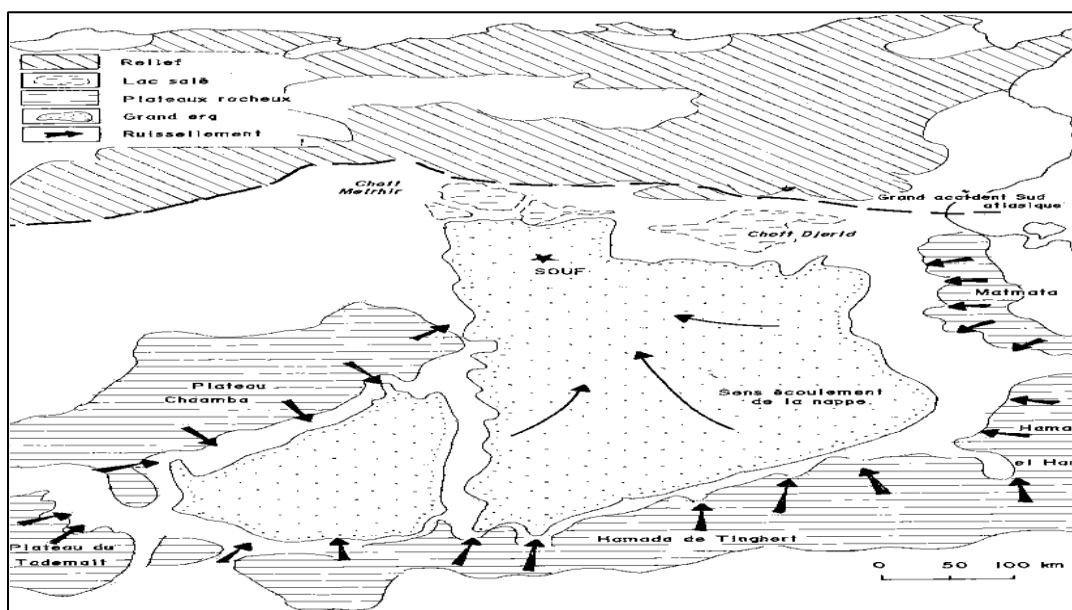 Relief
Lac salé
Plateaux rocheux
Grand erg
Ruissellement
Chott
Melrhir
Grand accident Sud
atlasique
Chott Djerid
SOUF
Matmata
Plateau
Chaamba
Sens écoulement
de la nappe.
Hama
el Ham
Hamada de Tinghert
Plateau du
Tademaït
0 50 100 km